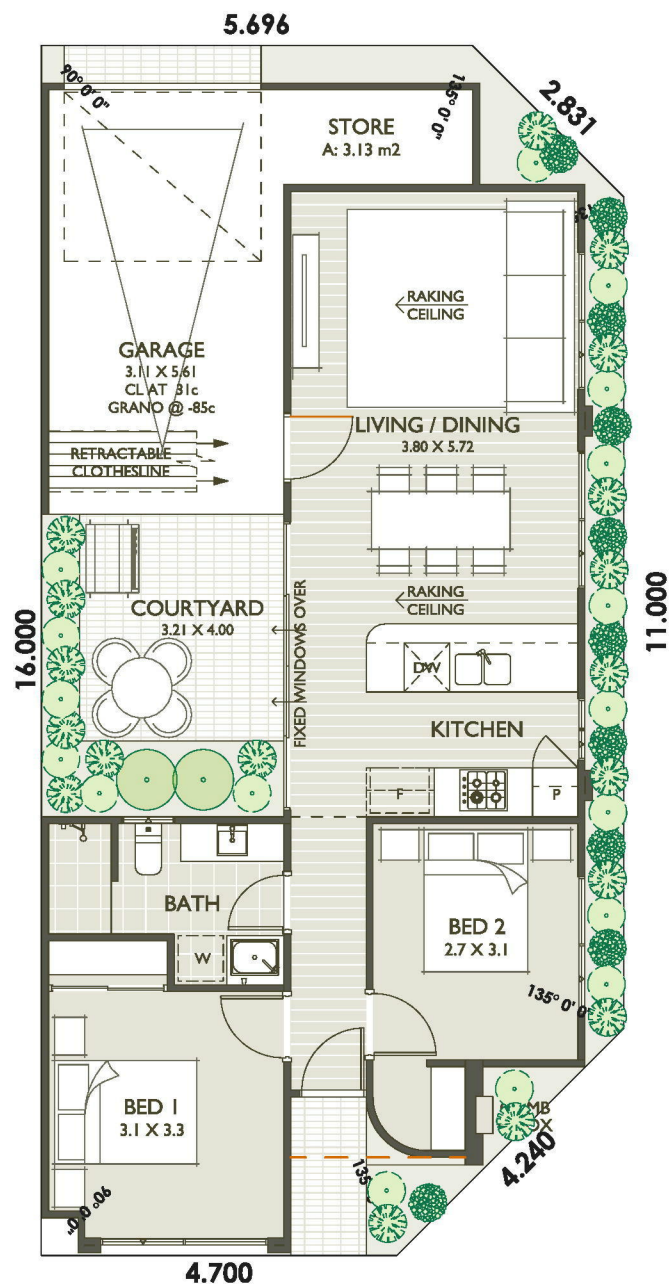 5.696
90° 0' 0"
135° 0' 0"
2.831
STORE
A: 3.13 m2
RAKING
CEILING
GARAGE
3.11 X 5.61
CL AT 31c
GRANO @ -85c
LIVING / DINING
3.80 X 5.72
RETRACTABLE
CLOTHESLINE
COURTYARD
3.21 X 4.00
RAKING
CEILING
FIXED WINDOWS OVER
16.000
11.000
DW
KITCHEN
F
P
BATH
W
BED 2
2.7 X 3.1
135° 0' 0"
BED 1
3.1 X 3.3
90° 0' 0"
135°
4.240
4.700